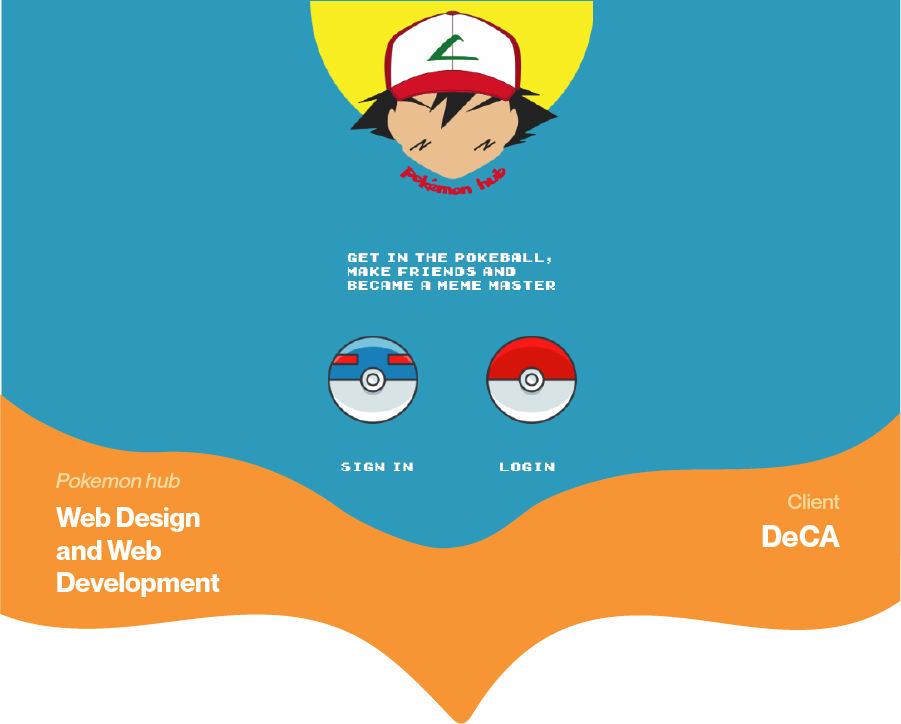 pokémon hub
GET IN THE POKEBALL,
MAKE FRIENDS AND
BECAME A MEME MASTER
SIGN IN
LOGIN
Pokemon hub
Web Design
and Web
Development
Client
DeCA